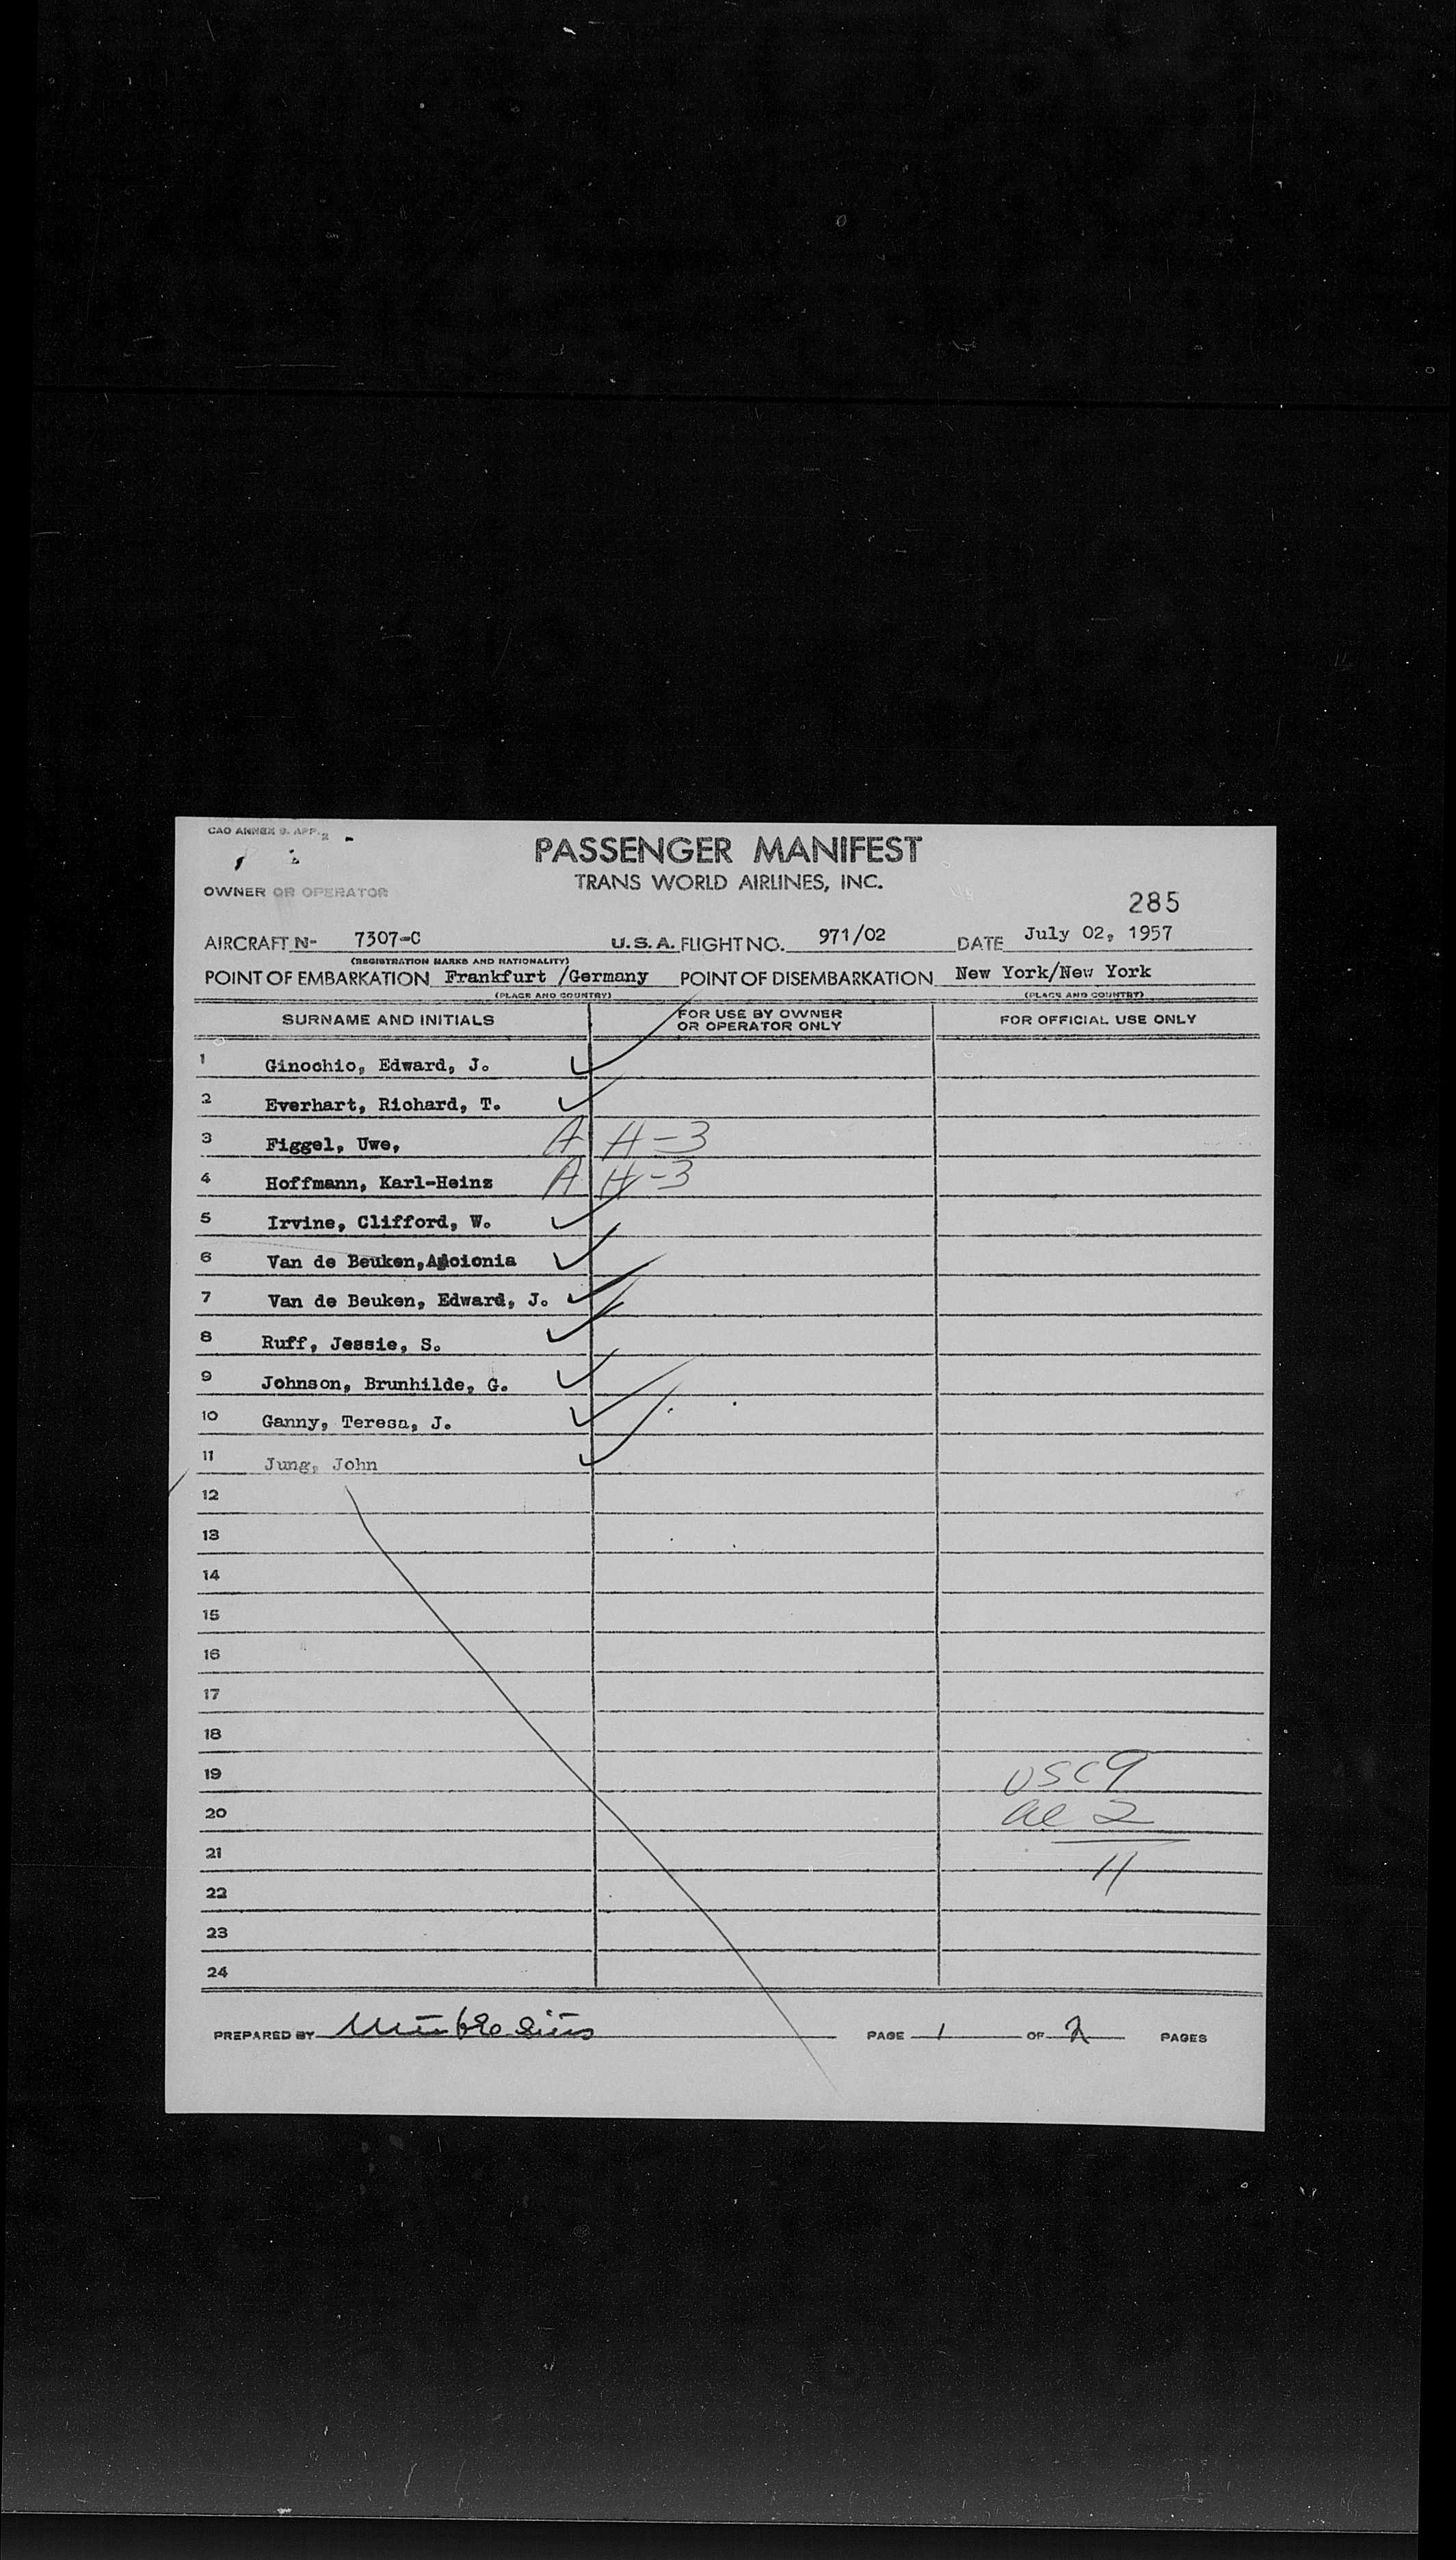 CAO ANNEX 9. APP. 2
PASSENGER MANIFEST
TRANS WORLD AIRLINES, INC.
OWNER OR OPERATOR
285
AIRCRAFT N- 7307-C U.S.A. FLIGHT NO. 971/02 DATE July 02, 1957
(REGISTRATION MARKS AND NATIONALITY)
POINT OF EMBARKATION Frankfurt /Germany POINT OF DISEMBARKATION New York/New York
(PLACE AND COUNTRY) (PLACE AND COUNTRY)
SURNAME AND INITIALS FOR USE BY OWNER OR OPERATOR ONLY FOR OFFICIAL USE ONLY
1 Ginochio, Edward, J. ✓
2 Everhart, Richard, T. ✓
3 Figgel, Uwe, A H-3
4 Hoffmann, Karl-Heinz A H-3
5 Irvine, Clifford, W. ✓
6 Van de Beuken, ✓
7 Van de Beuken, Edward, J. ✓
8 Ruff, Jessie, S. ✓
9 Johnson, Brunhilde, G. ✓
10 Ganny, Teresa, J. ✓
11 Jung, John ✓
12
13
14
15
16
17
18
19 USC 9
20 al 2
21 11
22
23
24
PREPARED BY PAGE 1 OF 2 PAGES